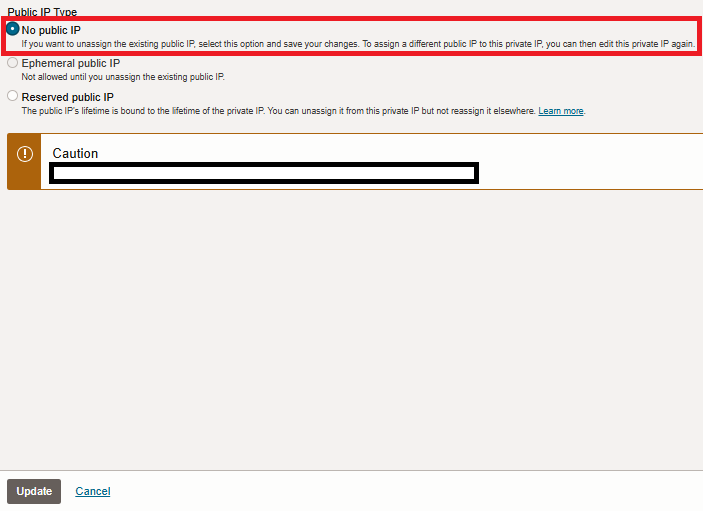 Public IP Type
No public IP
If you want to unassign the existing public IP, select this option and save your changes. To assign a different public IP to this private IP, you can then edit this private IP again.
Ephemeral public IP
Not allowed until you unassign the existing public IP.
Reserved public IP
The public IP's lifetime is bound to the lifetime of the private IP. You can unassign it from this private IP but not reassign it elsewhere. Learn more.
Caution
Update Cancel